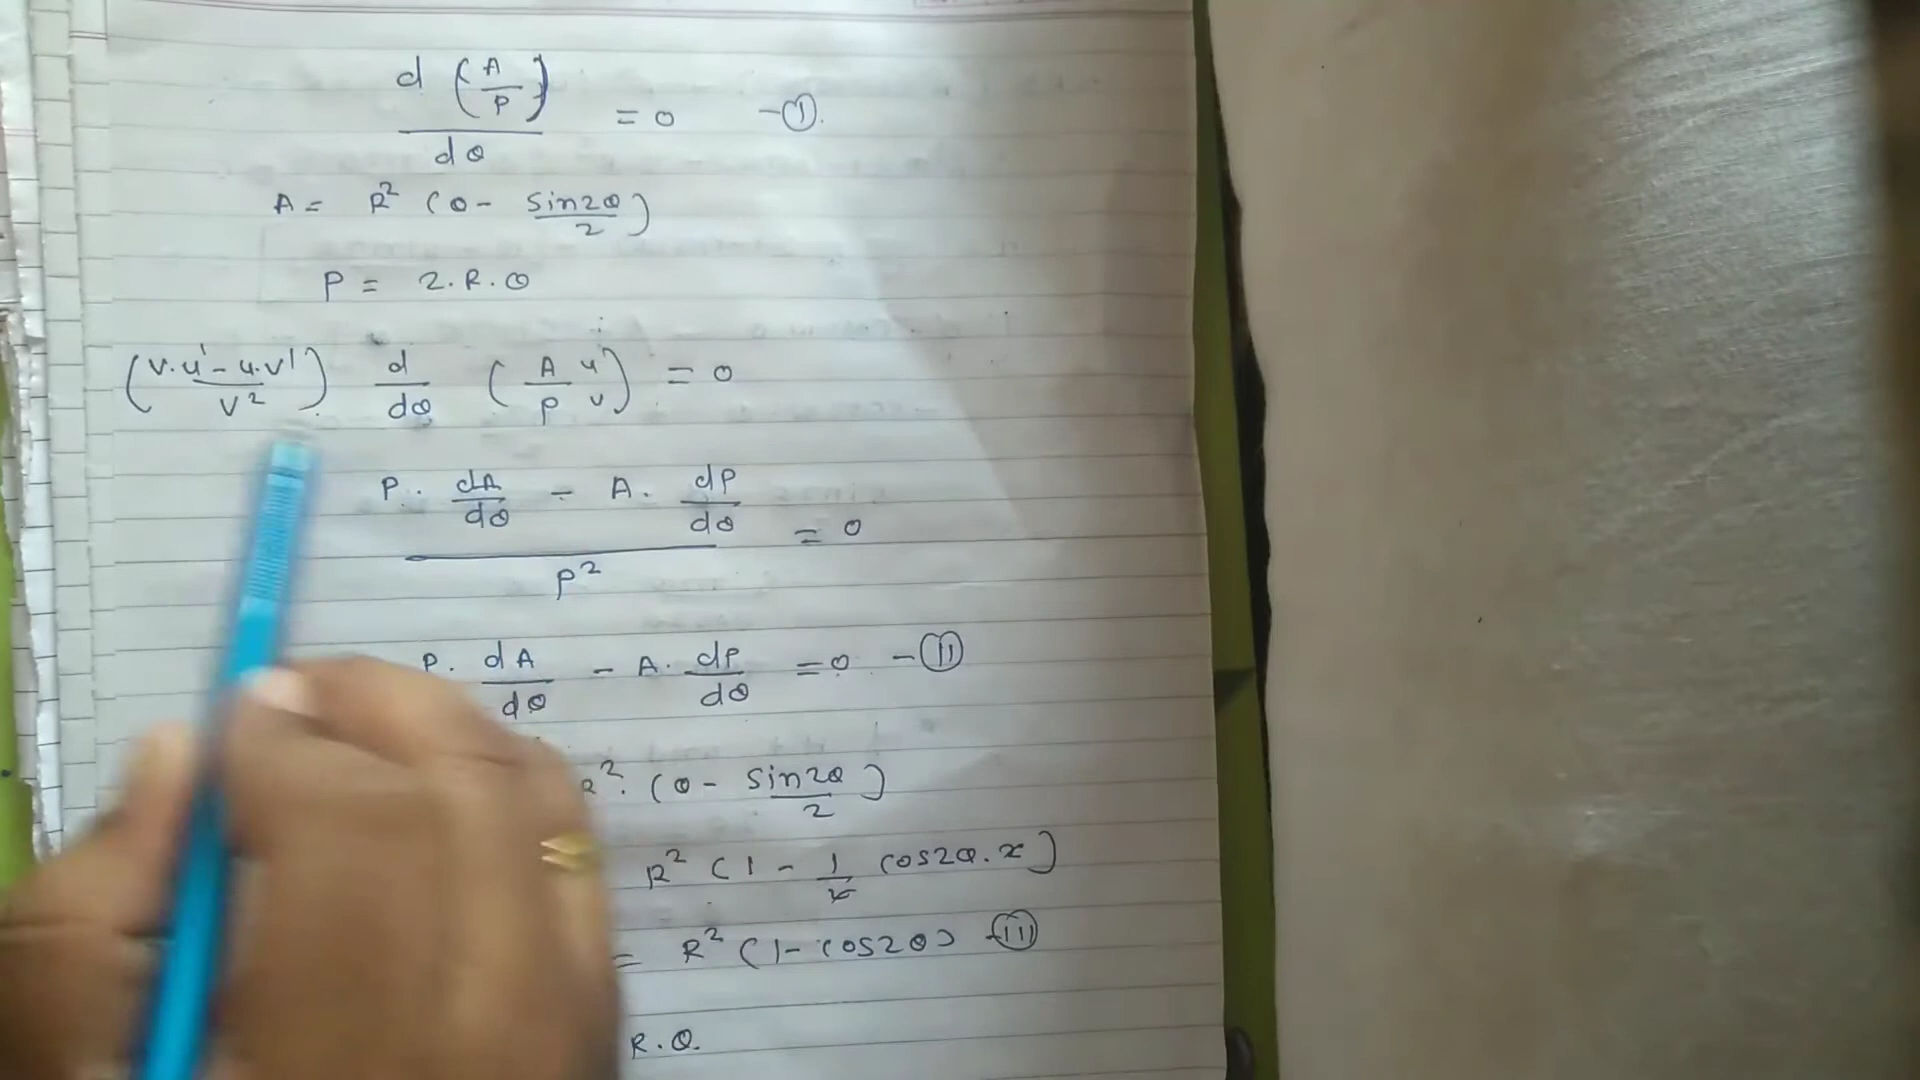 d (A/P) / dθ = 0 - (I).
A = R² (θ - sin2θ/2)
P = 2.R.θ
(v.u' - u.v' / v²) d/dθ (A u / P v) = 0
P. dA/dθ - A. dP/dθ / P² = 0
P. dA/dθ - A. dP/dθ = 0 - (II)
R². (θ - sin2θ/2)
R² (1 - 1/2 cos2θ.2)
= R² (1 - cos2θ) - (III)
R.θ.